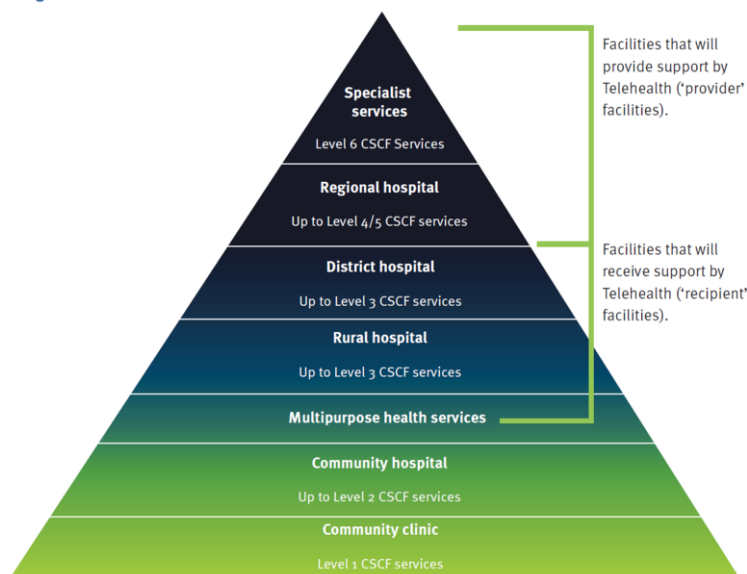 Specialist
services
Level 6 CSCF Services
Regional hospital
Up to Level 4/5 CSCF services
District hospital
Up to Level 3 CSCF services
Rural hospital
Up to Level 3 CSCF services
Multipurpose health services
Community hospital
Up to Level 2 CSCF services
Community clinic
Level 1 CSCF services
Facilities that will
provide support by
Telehealth (‘provider’
facilities).
Facilities that will
receive support by
Telehealth (‘recipient’
facilities).